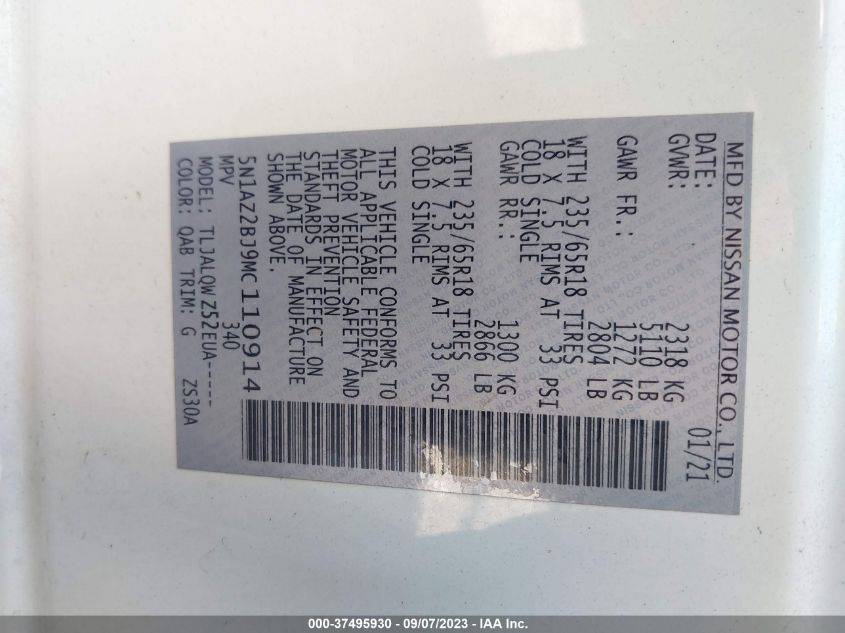 MFD BY NISSAN MOTOR CO., LTD.
DATE: 01/21
GVWR: 2318 KG
5110 LB
GAWR FR.: 1272 KG
2804 LB
WITH 235/65R18 TIRES
18 X 7.5 RIMS AT 33 PSI
COLD SINGLE
GAWR RR.: 1300 KG
2866 LB
WITH 235/65R18 TIRES
18 X 7.5 RIMS AT 33 PSI
COLD SINGLE
THIS VEHICLE CONFORMS TO
ALL APPLICABLE FEDERAL
MOTOR VEHICLE SAFETY AND
THEFT PREVENTION
STANDARDS IN EFFECT ON
THE DATE OF MANUFACTURE
SHOWN ABOVE.
5N1AZ2BJ9MC110914
MPV 340
MODEL: TLJALQWZ52EUA-----
COLOR: QAB TRIM: G ZS30A
000-37495930 - 09/07/2023 - IAA Inc.